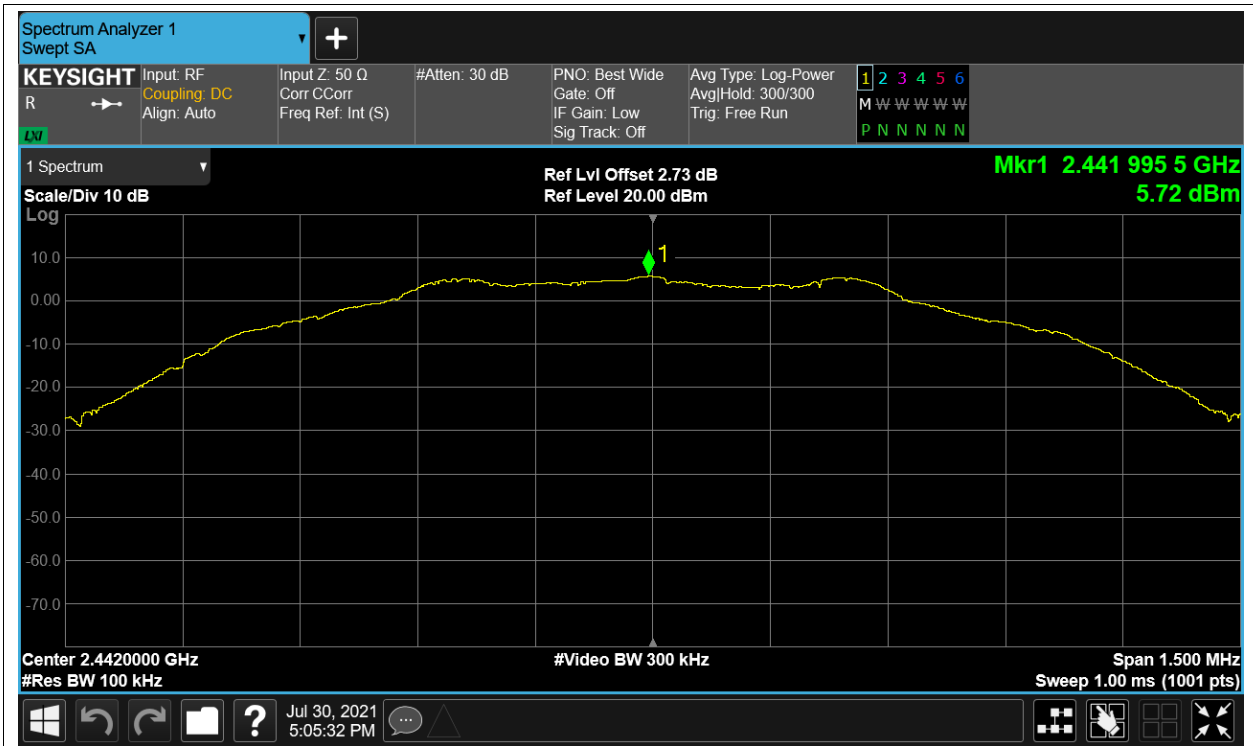 Spectrum Analyzer 1
Swept SA
KEYSIGHT
R
LXI
Input: RF
Coupling: DC
Align: Auto
Input Z: 50 Ω
Corr CCorr
Freq Ref: Int (S)
#Atten: 30 dB
PNO: Best Wide
Gate: Off
IF Gain: Low
Sig Track: Off
Avg Type: Log-Power
Avg|Hold: 300/300
Trig: Free Run
1 2 3 4 5 6
M W W W W W
P N N N N N
1 Spectrum
Scale/Div 10 dB
Log
Ref Lvl Offset 2.73 dB
Ref Level 20.00 dBm
Mkr1 2.441 995 5 GHz
5.72 dBm
1
10.0
0.00
-10.0
-20.0
-30.0
-40.0
-50.0
-60.0
-70.0
Center 2.4420000 GHz
#Res BW 100 kHz
#Video BW 300 kHz
Span 1.500 MHz
Sweep 1.00 ms (1001 pts)
?
Jul 30, 2021
5:05:32 PM